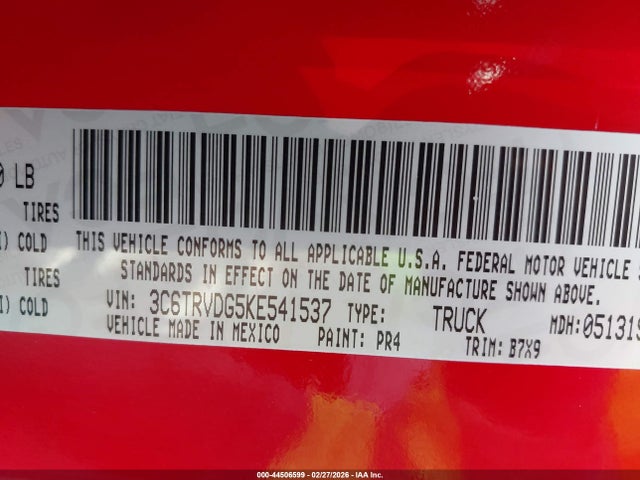 0 LB
TIRES
) COLD
TIRES
) COLD
THIS VEHICLE CONFORMS TO ALL APPLICABLE U.S.A. FEDERAL MOTOR VEHICLE
STANDARDS IN EFFECT ON THE DATE OF MANUFACTURE SHOWN ABOVE.
VIN: 3C6TRVDG5KE541537 TYPE: TRUCK MDH:051319
VEHICLE MADE IN MEXICO PAINT: PR4 TRIM: B7X9
000-44506599 — 02/27/2026 — IAA Inc.